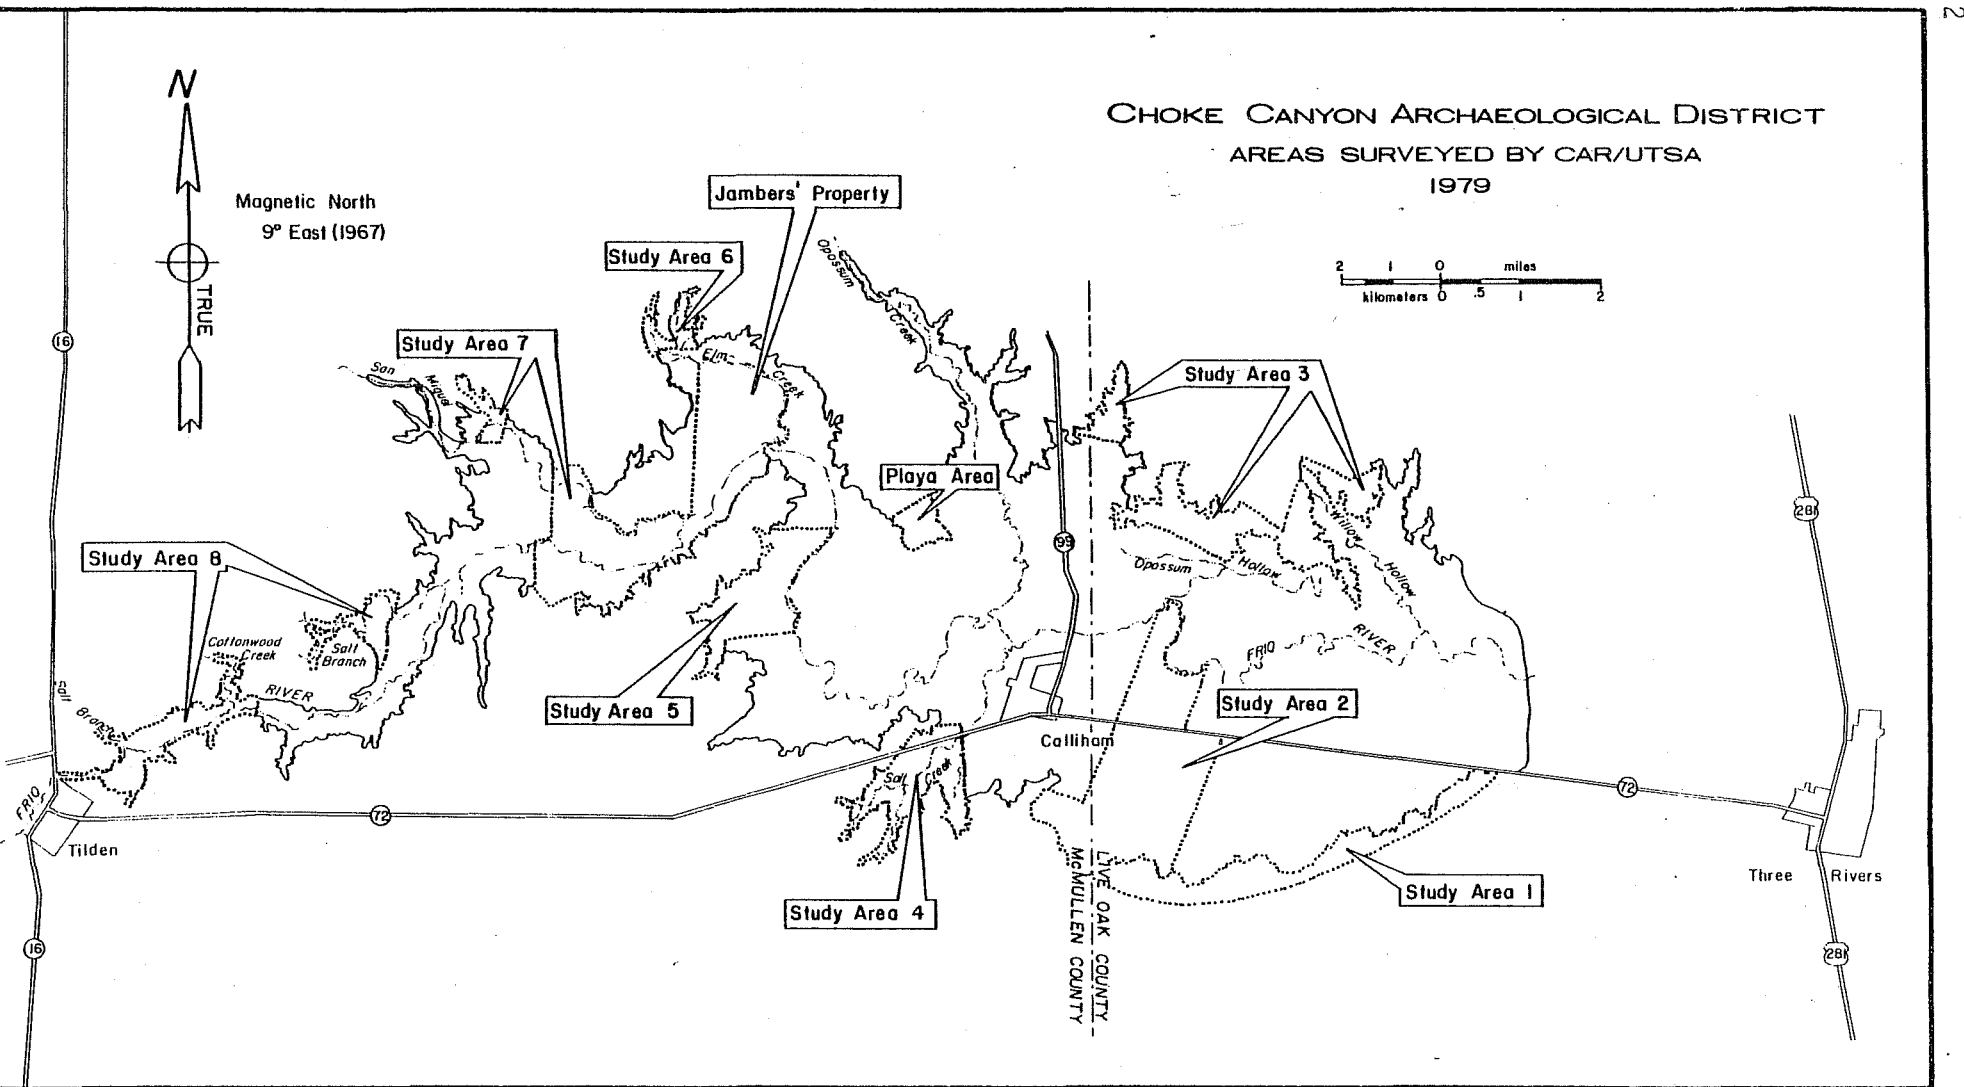 2
CHOKE CANYON ARCHAEOLOGICAL DISTRICT
AREAS SURVEYED BY CAR/UTSA
1979
N
TRUE
Magnetic North
9° East (1967)
2 1 0 miles
kilometers 0 .5 1 2
Jambers' Property
Study Area 6
Study Area 7
Study Area 3
Playa Area
Study Area 8
Study Area 5
Study Area 2
Study Area 4
Study Area 1
Opossum
Creek
Elm
Creek
San
Miguel
Willow
Hollow
Opossum
Hollow
FRIO
RIVER
Cottonwood
Creek
Salt
Branch
RIVER
Salt
Branch
FRIO
Salt
Creek
Tilden
Calliham
Three Rivers
LIVE OAK COUNTY
McMULLEN COUNTY
16
16
99
72
72
281
281